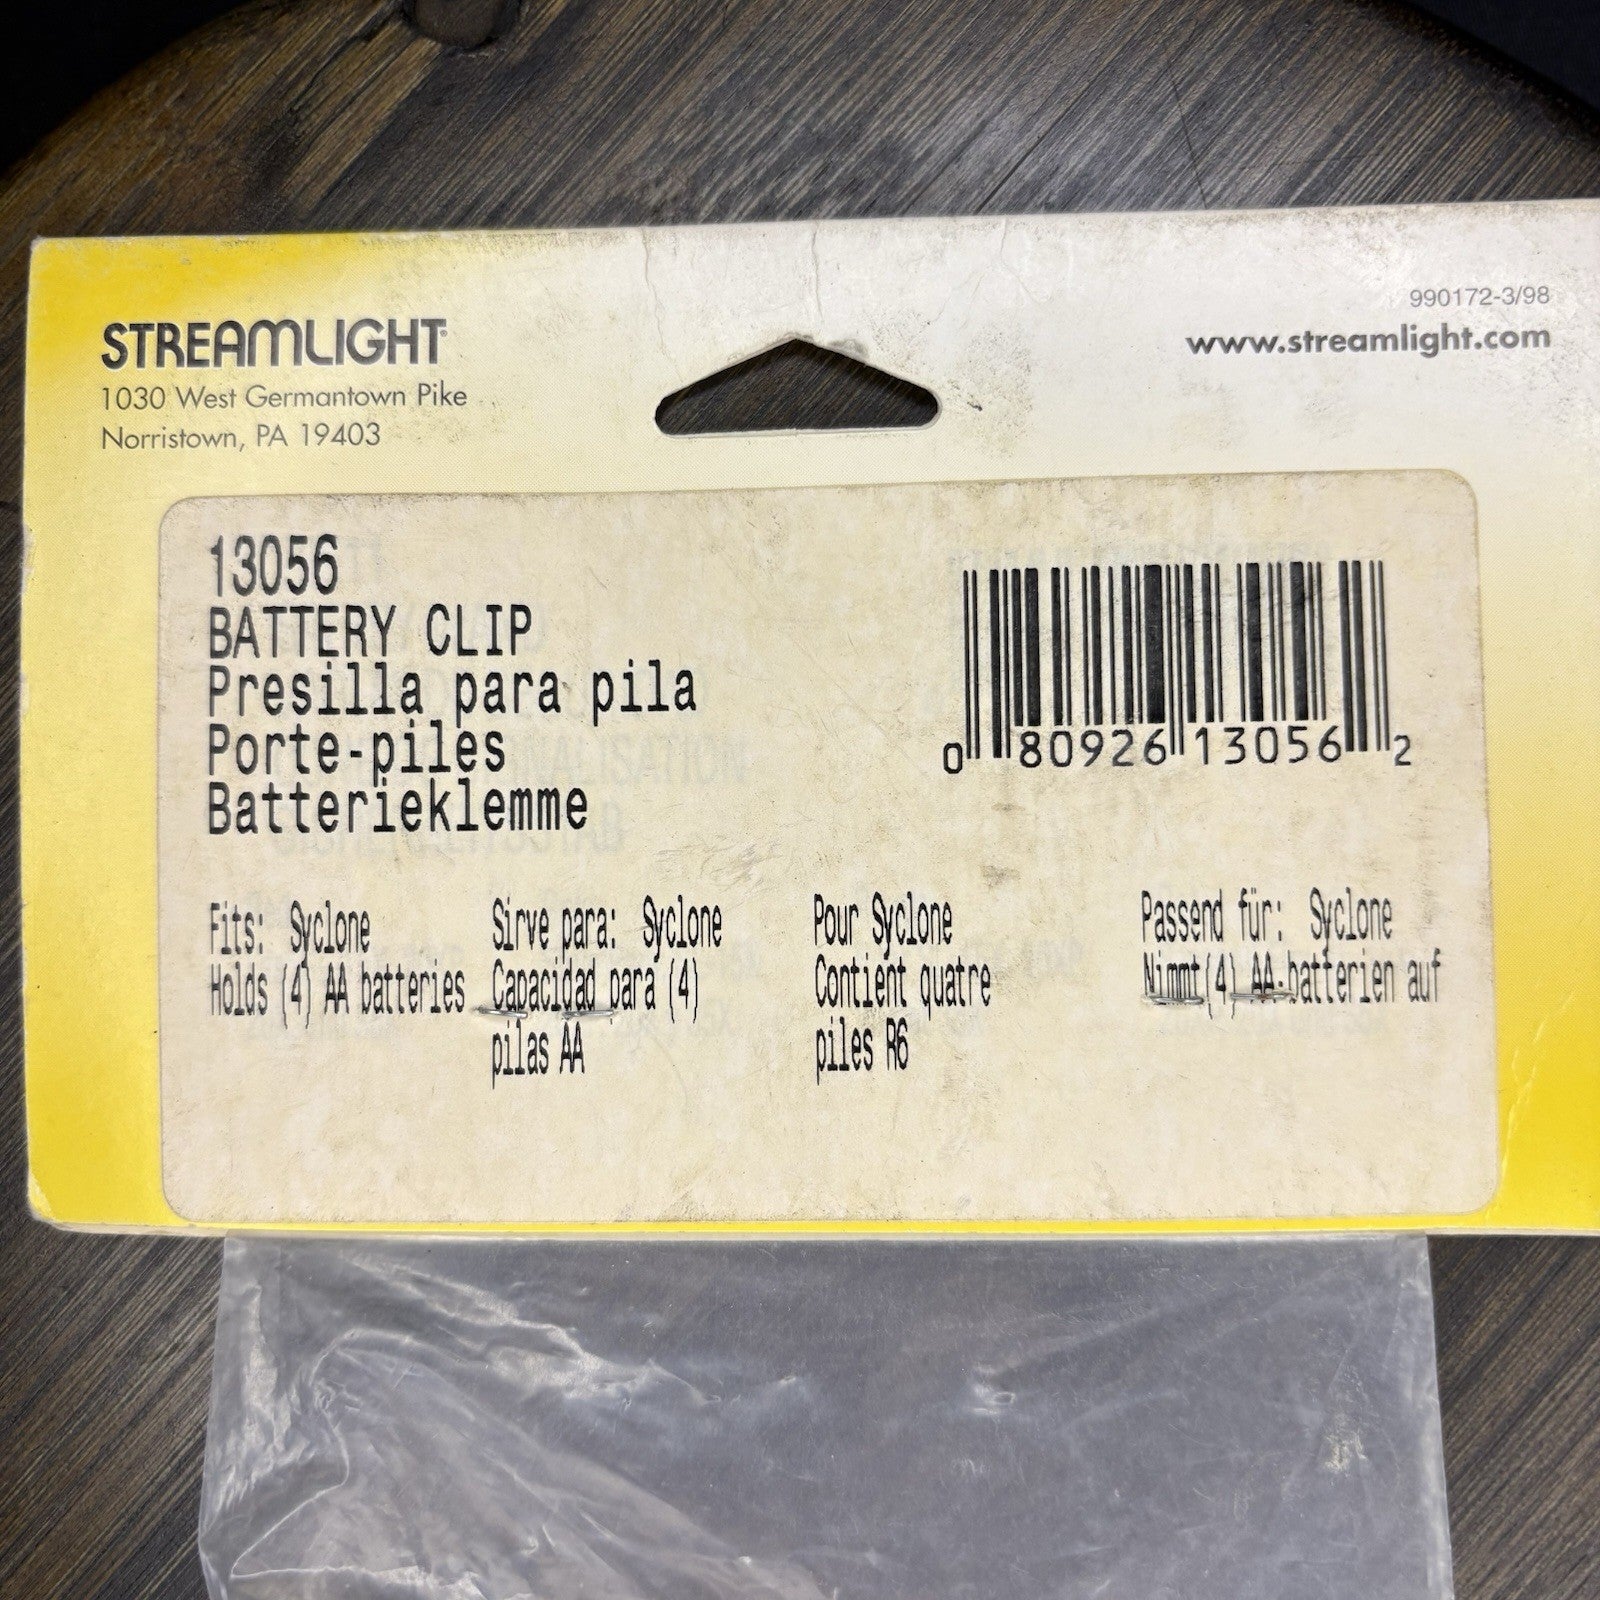 STREAMLIGHT®
1030 West Germantown Pike
Norristown, PA 19403
990172-3/98
www.streamlight.com
13056
BATTERY CLIP
Presilla para pila
Porte-piles
Batterieklemme
0 80926 13056 2
Fits: Syclone
Holds (4) AA batteries
Sirve para: Syclone
Capacidad para (4)
pilas AA
Pour Syclone
Contient quatre
piles R6
Passend für: Syclone
Nimmt (4) AA-batterien auf